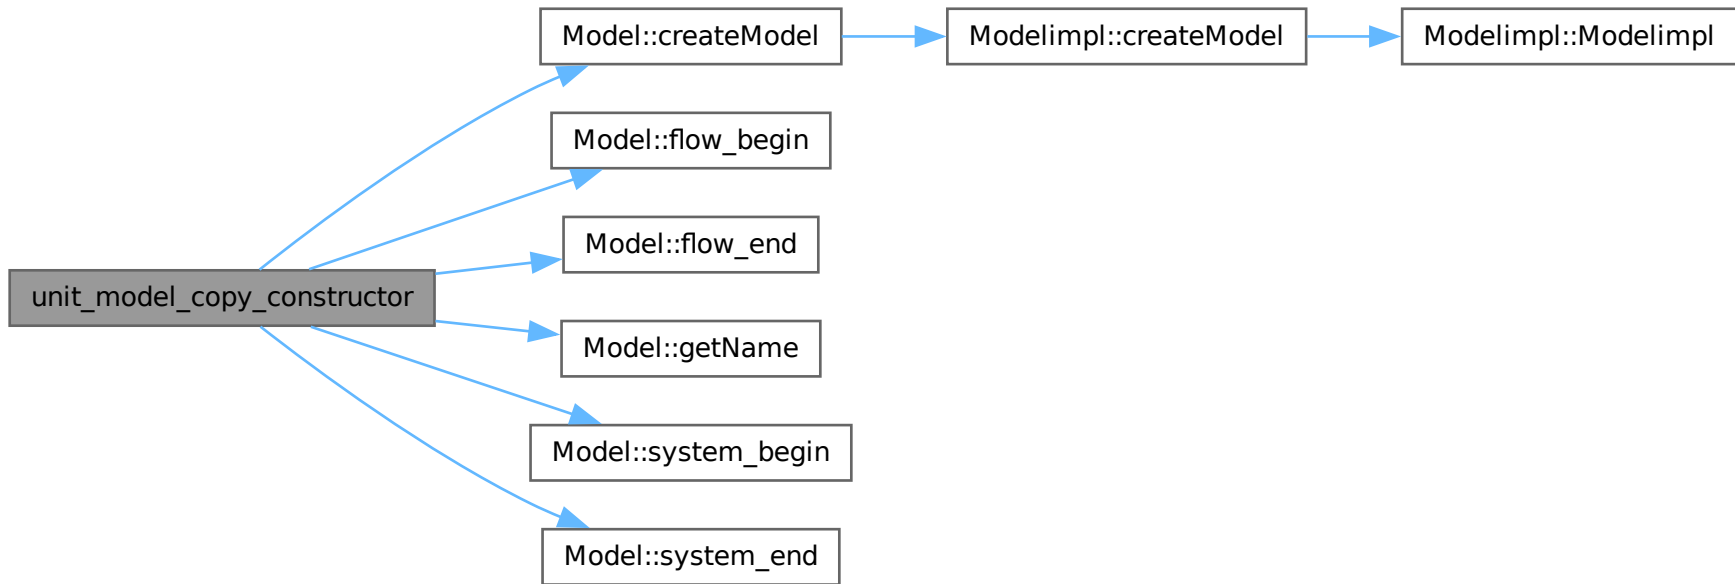 Model::createModel
Modelimpl::createModel
Modelimpl::Modelimpl
Model::flow_begin
Model::flow_end
unit_model_copy_constructor
Model::getName
Model::system_begin
Model::system_end